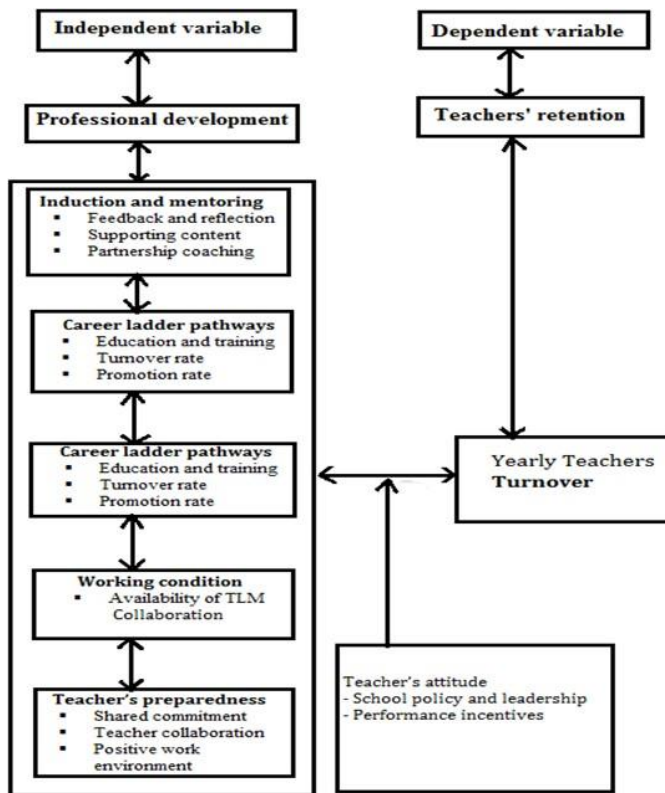 Independent variable
Dependent variable
Professional development
Teachers' retention
Induction and mentoring
▪ Feedback and reflection
▪ Supporting content
▪ Partnership coaching
Career ladder pathways
▪ Education and training
▪ Turnover rate
▪ Promotion rate
Career ladder pathways
▪ Education and training
▪ Turnover rate
▪ Promotion rate
Yearly Teachers
Turnover
Working condition
▪ Availability of TLM
Collaboration
Teacher's preparedness
▪ Shared commitment
▪ Teacher collaboration
▪ Positive work
environment
Teacher's attitude
- School policy and leadership
- Performance incentives